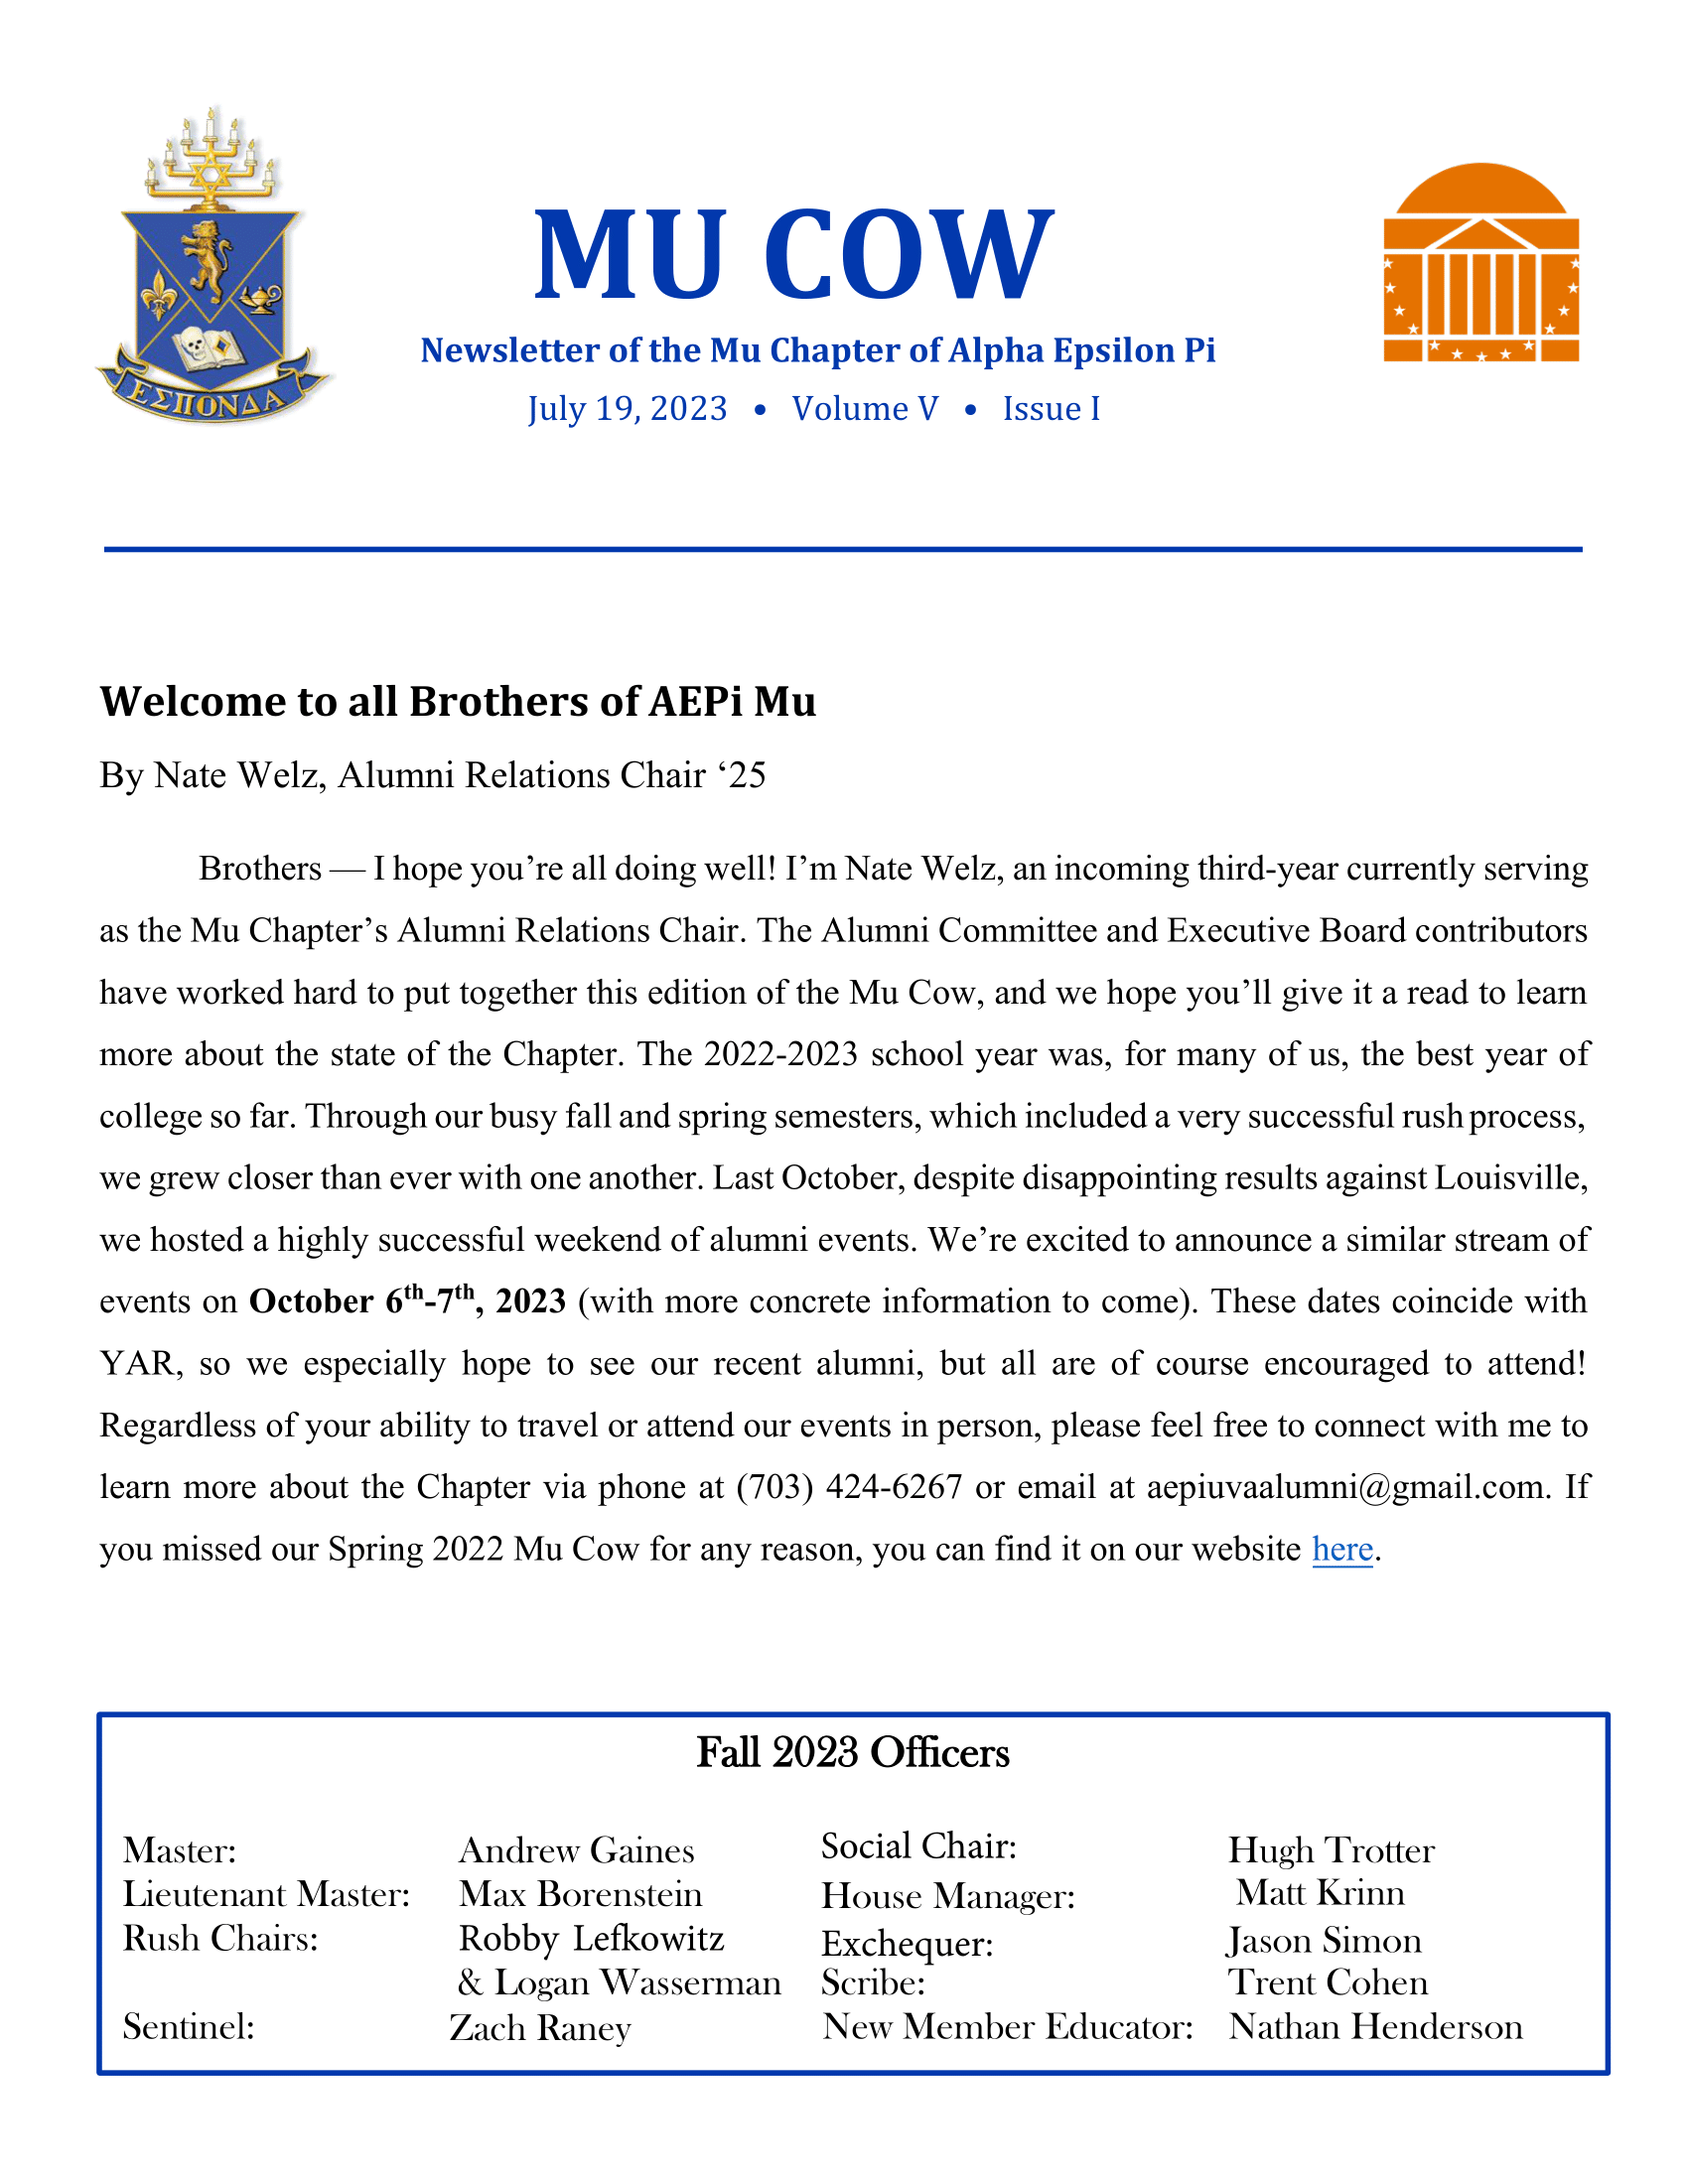 MU COW
Newsletter of the Mu Chapter of Alpha Epsilon Pi
July 19, 2023 • Volume V • Issue I
ΕΣΠΟΝΔΑ
Welcome to all Brothers of AEPi Mu
By Nate Welz, Alumni Relations Chair ‘25
Brothers — I hope you’re all doing well! I’m Nate Welz, an incoming third-year currently serving
as the Mu Chapter’s Alumni Relations Chair. The Alumni Committee and Executive Board contributors
have worked hard to put together this edition of the Mu Cow, and we hope you’ll give it a read to learn
more about the state of the Chapter. The 2022-2023 school year was, for many of us, the best year of
college so far. Through our busy fall and spring semesters, which included a very successful rush process,
we grew closer than ever with one another. Last October, despite disappointing results against Louisville,
we hosted a highly successful weekend of alumni events. We’re excited to announce a similar stream of
events on October 6th-7th, 2023 (with more concrete information to come). These dates coincide with
YAR, so we especially hope to see our recent alumni, but all are of course encouraged to attend!
Regardless of your ability to travel or attend our events in person, please feel free to connect with me to
learn more about the Chapter via phone at (703) 424-6267 or email at aepiuvaalumni@gmail.com. If
you missed our Spring 2022 Mu Cow for any reason, you can find it on our website here.
Fall 2023 Officers
Master: Andrew Gaines Social Chair: Hugh Trotter
Lieutenant Master: Max Borenstein House Manager: Matt Krinn
Rush Chairs: Robby Lefkowitz Exchequer: Jason Simon
& Logan Wasserman Scribe: Trent Cohen
Sentinel: Zach Raney New Member Educator: Nathan Henderson